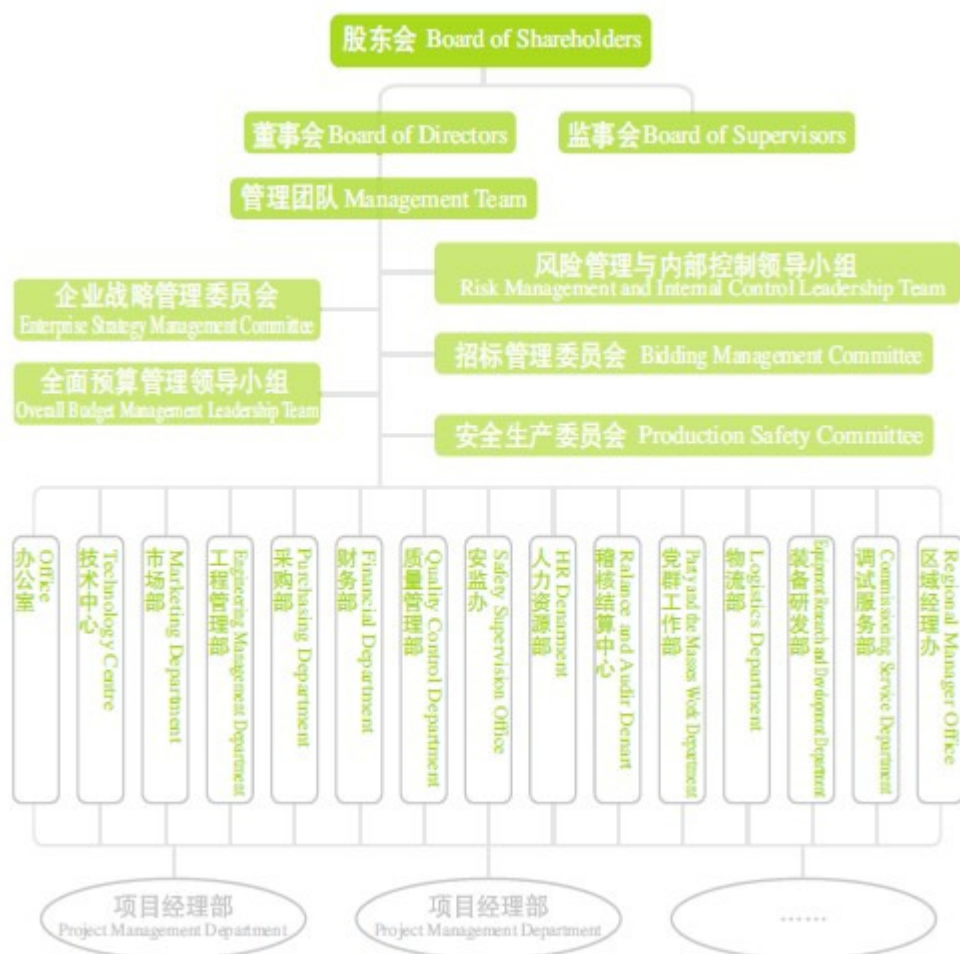 股东会 Board of Shareholders
董事会 Board of Directors
监事会 Board of Supervisors
管理团队 Management Team
风险管理与内部控制领导小组
Risk Management and Internal Control Leadership Team
企业战略管理委员会
Enterprise Strategy Management Committee
招标管理委员会 Bidding Management Committee
全面预算管理领导小组
Overall Budget Management Leadership Team
安全生产委员会 Production Safety Committee
办公室
Office
技术中心
Technology Centre
市场部
Marketing Department
工程管理部
Engineering Management Department
采购部
Purchasing Department
财务部
Financial Department
质量管理部
Quality Control Department
安监办
Safety Supervision Office
人力资源部
HR Denament
稽核结算中心
Ralance and Audir Denart
党群工作部
Party and the Masses Work Department
物流部
Logistics Department
装备研发部
Equipment Research and Development Department
调试服务部
Commissioning Service Department
区域经理办
Regional Manager Office
项目经理部
Project Management Department
项目经理部
Project Management Department
……